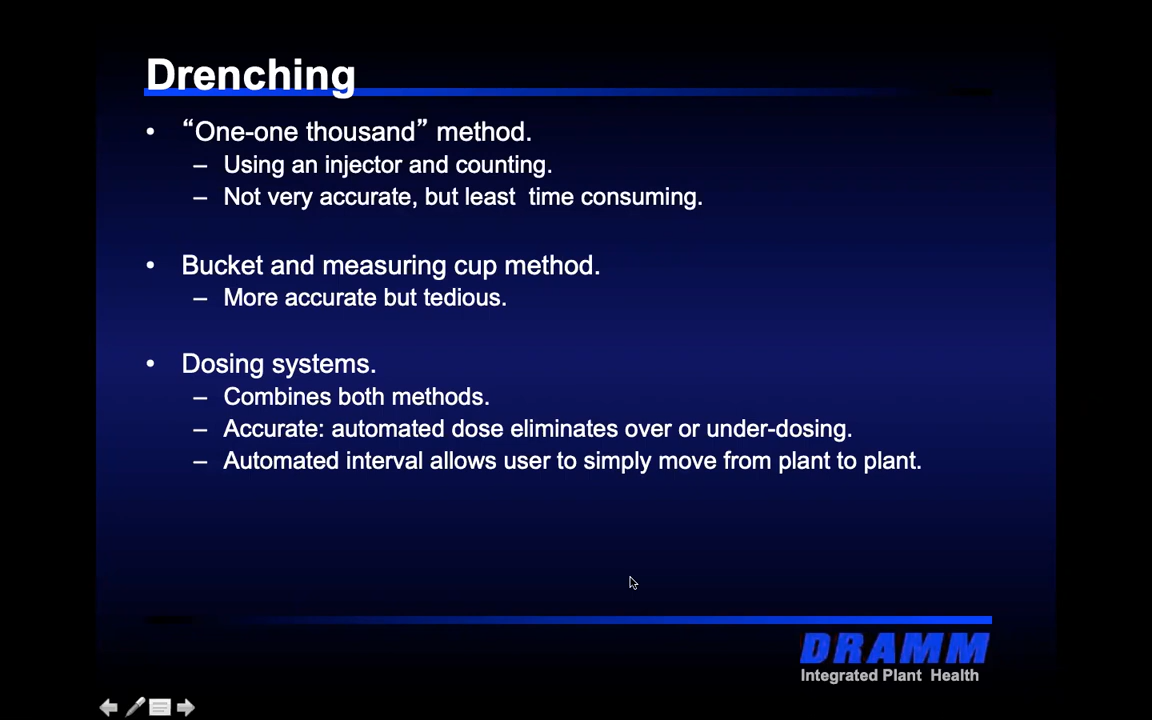 Drenching
• “One-one thousand” method.
– Using an injector and counting.
– Not very accurate, but least  time consuming.
• Bucket and measuring cup method.
– More accurate but tedious.
• Dosing systems.
– Combines both methods.
– Accurate: automated dose eliminates over or under-dosing.
– Automated interval allows user to simply move from plant to plant.
DRAMM
Integrated Plant  Health